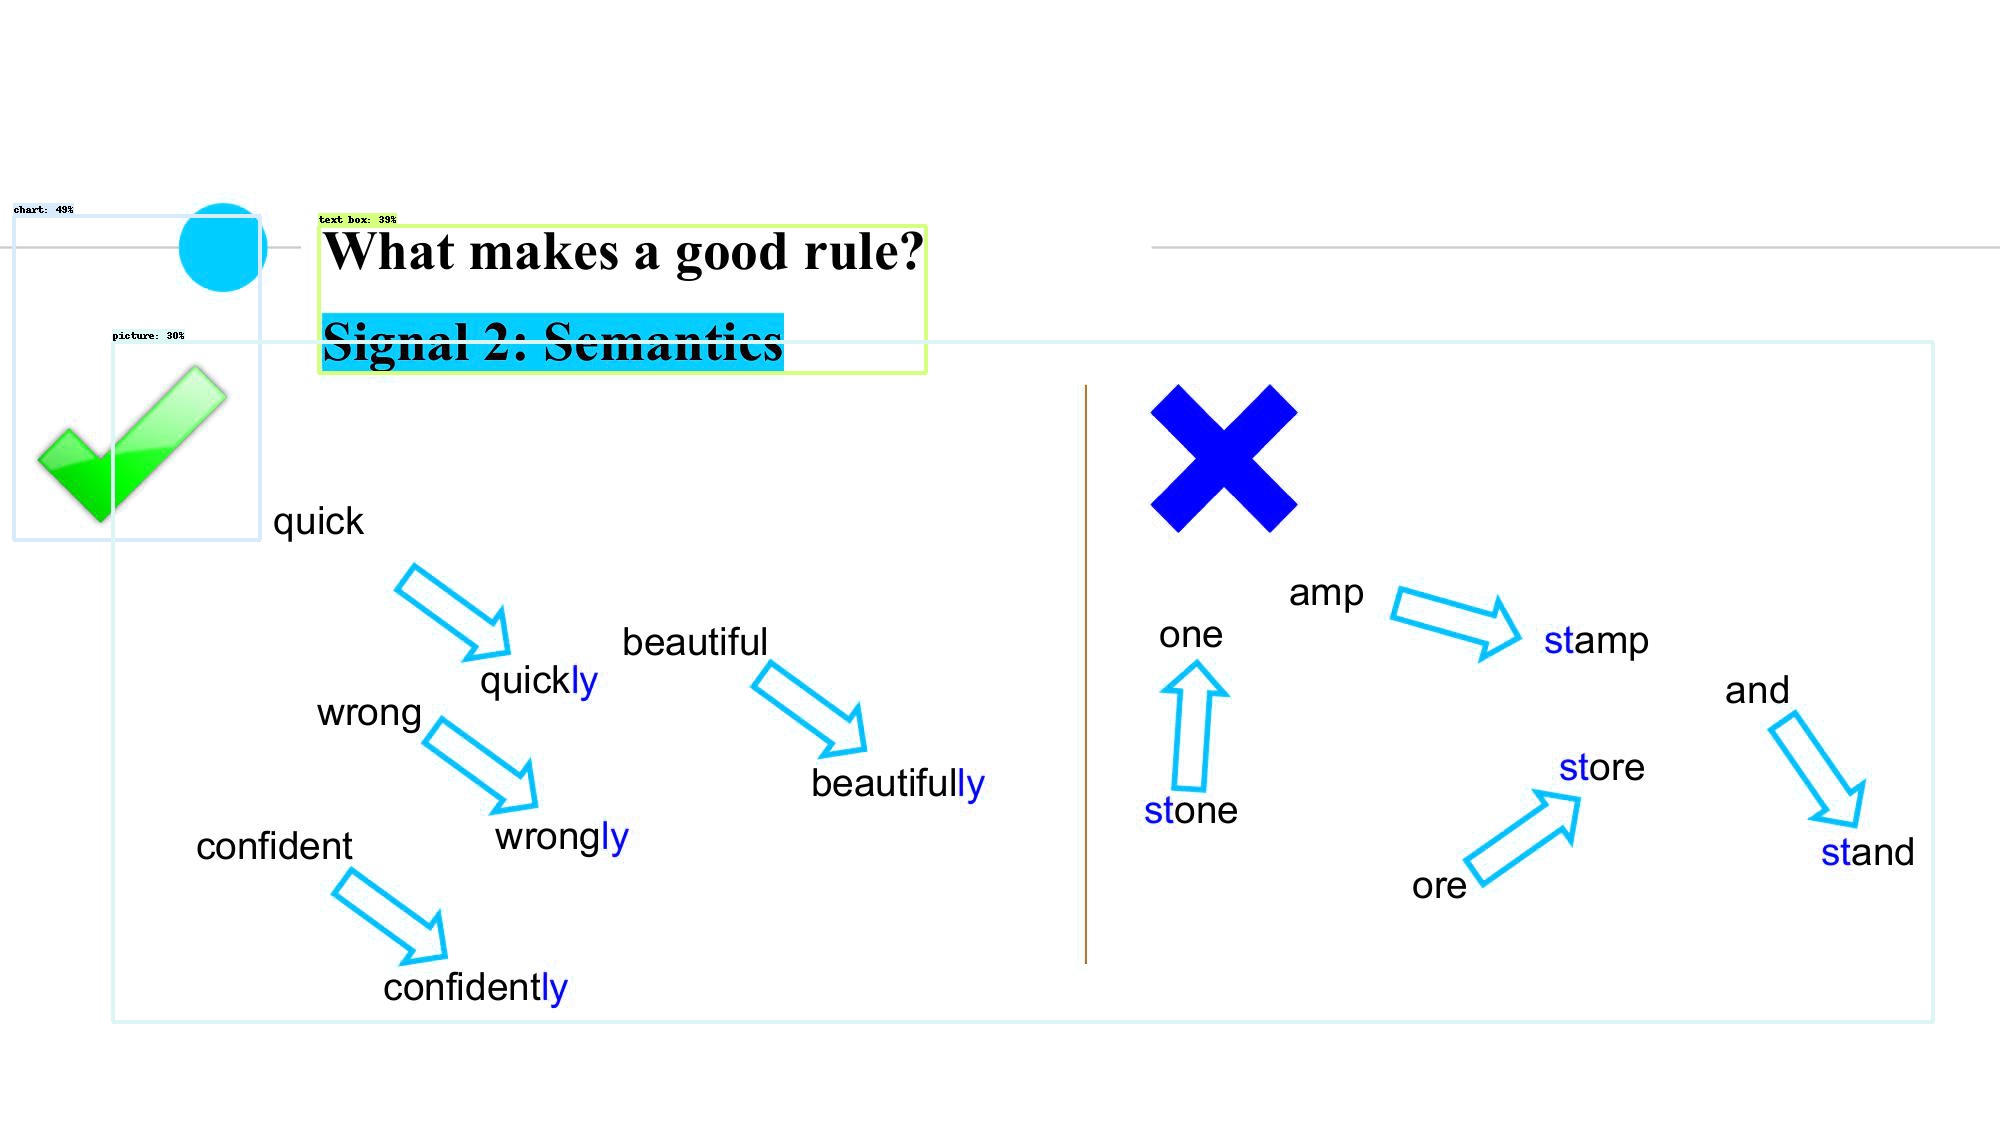 chart: 49%
text box: 39%
What makes a good rule?
Signal 2: Semantics
picture: 30%
quick
quickly
beautiful
beautifully
wrong
wrongly
confident
confidently
amp
stamp
one
stone
and
stand
store
ore